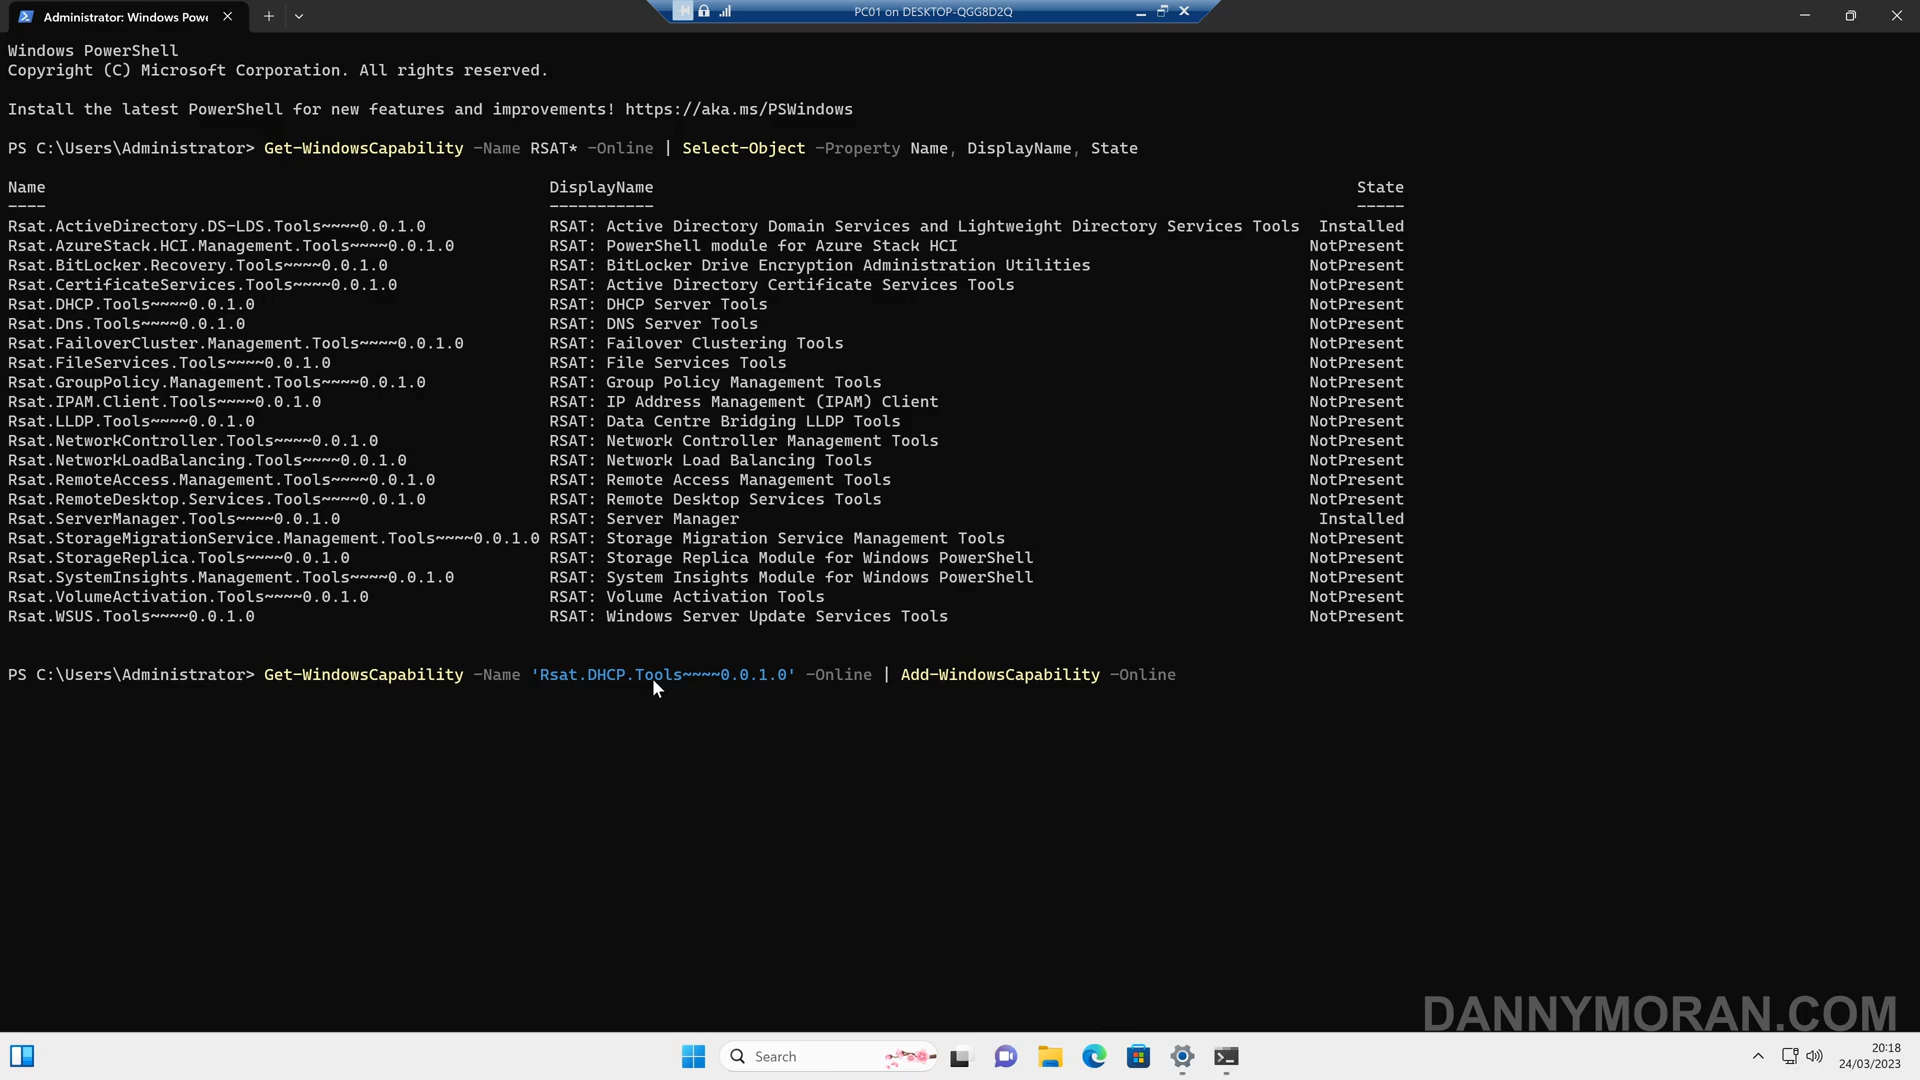 Administrator: Windows Powe
PC01 on DESKTOP-QGG8D2Q
Windows PowerShell
Copyright (C) Microsoft Corporation. All rights reserved.
Install the latest PowerShell for new features and improvements! https://aka.ms/PSWindows
PS C:\Users\Administrator> Get-WindowsCapability -Name RSAT* -Online | Select-Object -Property Name, DisplayName, State
Name DisplayName State
---- ----------- -----
Rsat.ActiveDirectory.DS-LDS.Tools~~~~0.0.1.0 RSAT: Active Directory Domain Services and Lightweight Directory Services Tools Installed
Rsat.AzureStack.HCI.Management.Tools~~~~0.0.1.0 RSAT: PowerShell module for Azure Stack HCI NotPresent
Rsat.BitLocker.Recovery.Tools~~~~0.0.1.0 RSAT: BitLocker Drive Encryption Administration Utilities NotPresent
Rsat.CertificateServices.Tools~~~~0.0.1.0 RSAT: Active Directory Certificate Services Tools NotPresent
Rsat.DHCP.Tools~~~~0.0.1.0 RSAT: DHCP Server Tools NotPresent
Rsat.Dns.Tools~~~~0.0.1.0 RSAT: DNS Server Tools NotPresent
Rsat.FailoverCluster.Management.Tools~~~~0.0.1.0 RSAT: Failover Clustering Tools NotPresent
Rsat.FileServices.Tools~~~~0.0.1.0 RSAT: File Services Tools NotPresent
Rsat.GroupPolicy.Management.Tools~~~~0.0.1.0 RSAT: Group Policy Management Tools NotPresent
Rsat.IPAM.Client.Tools~~~~0.0.1.0 RSAT: IP Address Management (IPAM) Client NotPresent
Rsat.LLDP.Tools~~~~0.0.1.0 RSAT: Data Centre Bridging LLDP Tools NotPresent
Rsat.NetworkController.Tools~~~~0.0.1.0 RSAT: Network Controller Management Tools NotPresent
Rsat.NetworkLoadBalancing.Tools~~~~0.0.1.0 RSAT: Network Load Balancing Tools NotPresent
Rsat.RemoteAccess.Management.Tools~~~~0.0.1.0 RSAT: Remote Access Management Tools NotPresent
Rsat.RemoteDesktop.Services.Tools~~~~0.0.1.0 RSAT: Remote Desktop Services Tools NotPresent
Rsat.ServerManager.Tools~~~~0.0.1.0 RSAT: Server Manager Installed
Rsat.StorageMigrationService.Management.Tools~~~~0.0.1.0 RSAT: Storage Migration Service Management Tools NotPresent
Rsat.StorageReplica.Tools~~~~0.0.1.0 RSAT: Storage Replica Module for Windows PowerShell NotPresent
Rsat.SystemInsights.Management.Tools~~~~0.0.1.0 RSAT: System Insights Module for Windows PowerShell NotPresent
Rsat.VolumeActivation.Tools~~~~0.0.1.0 RSAT: Volume Activation Tools NotPresent
Rsat.WSUS.Tools~~~~0.0.1.0 RSAT: Windows Server Update Services Tools NotPresent
PS C:\Users\Administrator> Get-WindowsCapability -Name 'Rsat.DHCP.Tools~~~~0.0.1.0' -Online | Add-WindowsCapability -Online
DANNYMORAN.COM
Search
20:18
24/03/2023